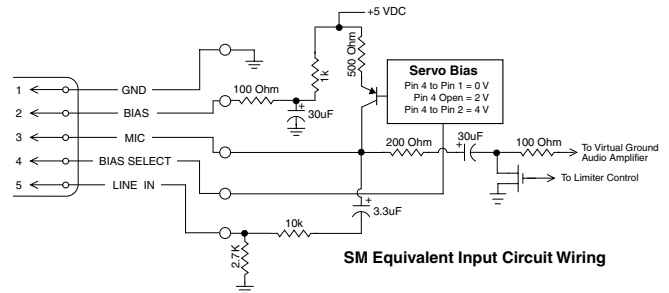 +5 VDC
1k
500 Ohm
Servo Bias
Pin 4 to Pin 1 = 0 V
Pin 4 Open = 2 V
Pin 4 to Pin 2 = 4 V
1 GND
100 Ohm
2 BIAS
+
30uF
3 MIC
200 Ohm
30uF
+
100 Ohm
To Virtual Ground
Audio Amplifier
4 BIAS SELECT
To Limiter Control
5 LINE IN
+
3.3uF
10k
2.7K
SM Equivalent Input Circuit Wiring